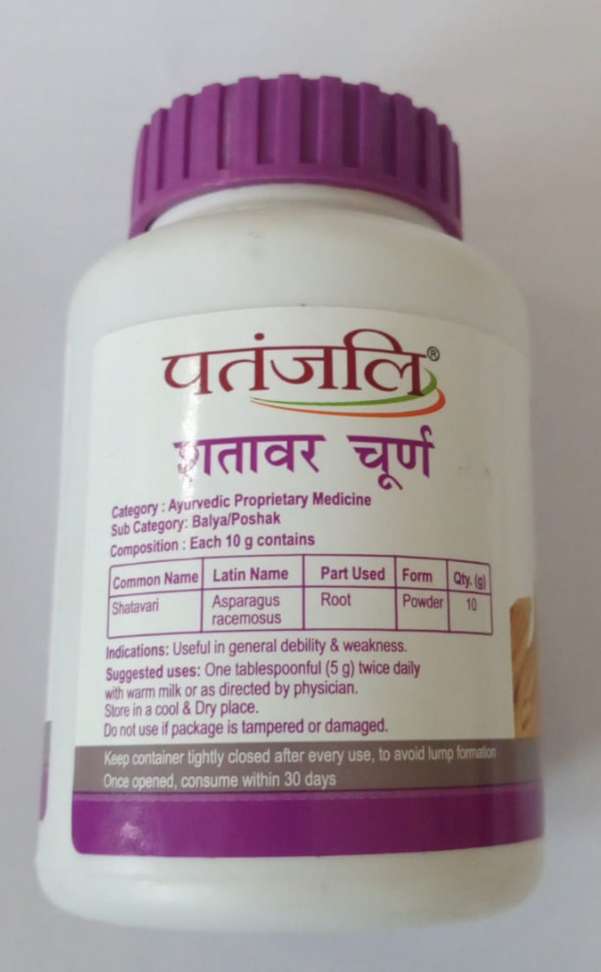 पतंजलि®
शतावर चूर्ण
Category : Ayurvedic Proprietary Medicine
Sub Category: Balya/Poshak
Composition : Each 10 g contains
Common Name Latin Name Part Used Form Qty. (g)
Shatavari Asparagus racemosus Root Powder 10
Indications: Useful in general debility & weakness.
Suggested uses: One tablespoonful (5 g) twice daily
with warm milk or as directed by physician.
Store in a cool & Dry place.
Do not use if package is tampered or damaged.
Keep container tightly closed after every use, to avoid lump formation
Once opened, consume within 30 days